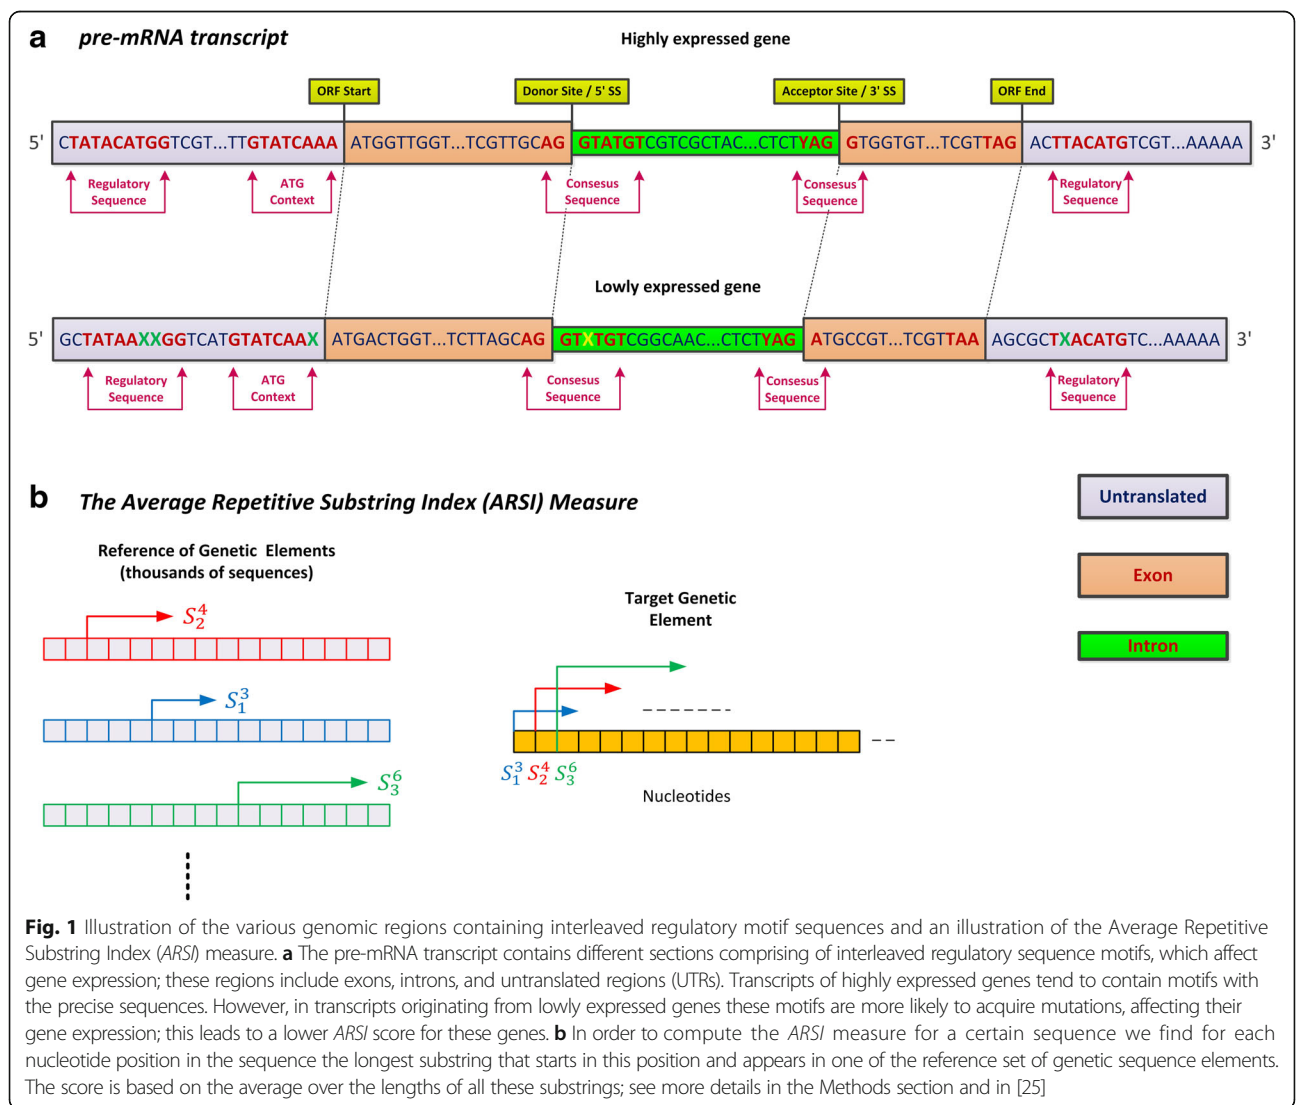 a pre-mRNA transcript
Highly expressed gene
ORF Start
Donor Site / 5' SS
Acceptor Site / 3' SS
ORF End
5' CTATACATGGTCGT...TTGTATCAAA ATGGTTGGT...TCGTTGCAG GTATGTCGTCGCTAC...CTCTYAG GTGGTGT...TCGTTAG ACTTACATGTCGT...AAAAA 3'
Regulatory
Sequence
ATG
Context
Consesus
Sequence
Consesus
Sequence
Regulatory
Sequence
Lowly expressed gene
5' GCTATAAXXGGTCATGTATCAAX ATGACTGGT...TCTTAGCAG GTXTGTCGGCAAC...CTCTYAG ATGCCGT...TCGTTAA AGCGCTXACATGTC...AAAAA 3'
Regulatory
Sequence
ATG
Context
Consesus
Sequence
Consesus
Sequence
Regulatory
Sequence
b The Average Repetitive Substring Index (ARSI) Measure
Untranslated
Exon
Intron
Reference of Genetic Elements
(thousands of sequences)
S_2^4
S_1^3
S_3^6
Target Genetic
Element
S_1^3 S_2^4 S_3^6
Nucleotides
Fig. 1 Illustration of the various genomic regions containing interleaved regulatory motif sequences and an illustration of the Average Repetitive
Substring Index (ARSI) measure. a The pre-mRNA transcript contains different sections comprising of interleaved regulatory sequence motifs, which affect
gene expression; these regions include exons, introns, and untranslated regions (UTRs). Transcripts of highly expressed genes tend to contain motifs with
the precise sequences. However, in transcripts originating from lowly expressed genes these motifs are more likely to acquire mutations, affecting their
gene expression; this leads to a lower ARSI score for these genes. b In order to compute the ARSI measure for a certain sequence we find for each
nucleotide position in the sequence the longest substring that starts in this position and appears in one of the reference set of genetic sequence elements.
The score is based on the average over the lengths of all these substrings; see more details in the Methods section and in [25]